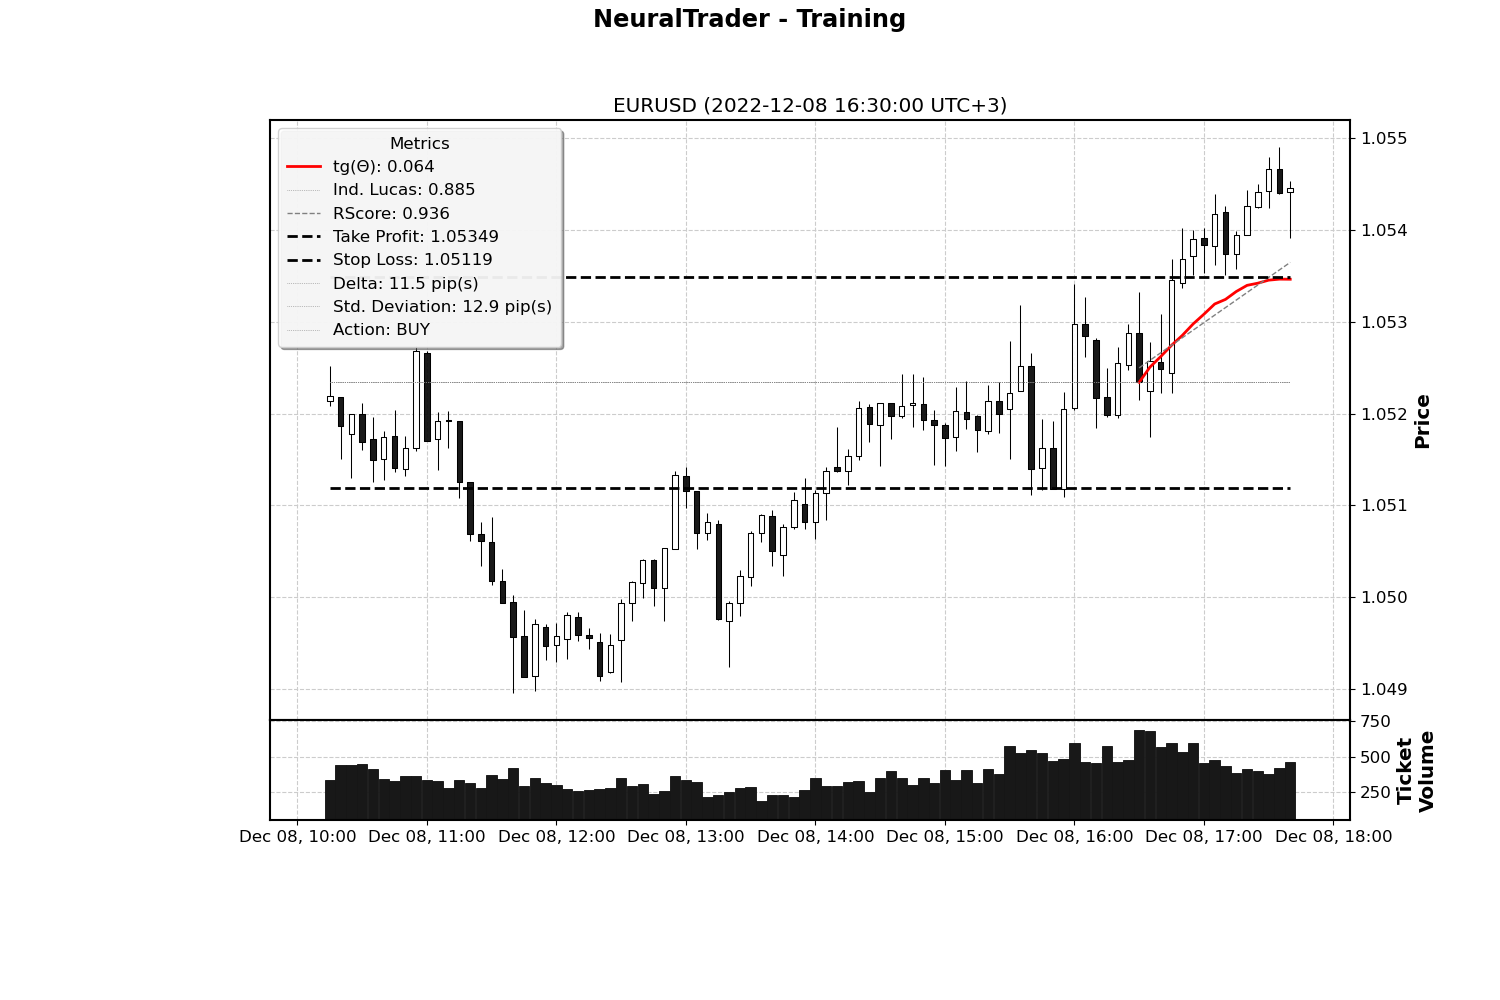 NeuralTrader - Training
EURUSD (2022-12-08 16:30:00 UTC+3)
Metrics
tg(Θ): 0.064
Ind. Lucas: 0.885
RScore: 0.936
Take Profit: 1.05349
Stop Loss: 1.05119
Delta: 11.5 pip(s)
Std. Deviation: 12.9 pip(s)
Action: BUY
1.055
1.054
1.053
1.052
1.051
1.050
1.049
Price
750
500
250
Ticket
Volume
Dec 08, 10:00 Dec 08, 11:00 Dec 08, 12:00 Dec 08, 13:00 Dec 08, 14:00 Dec 08, 15:00 Dec 08, 16:00 Dec 08, 17:00 Dec 08, 18:00